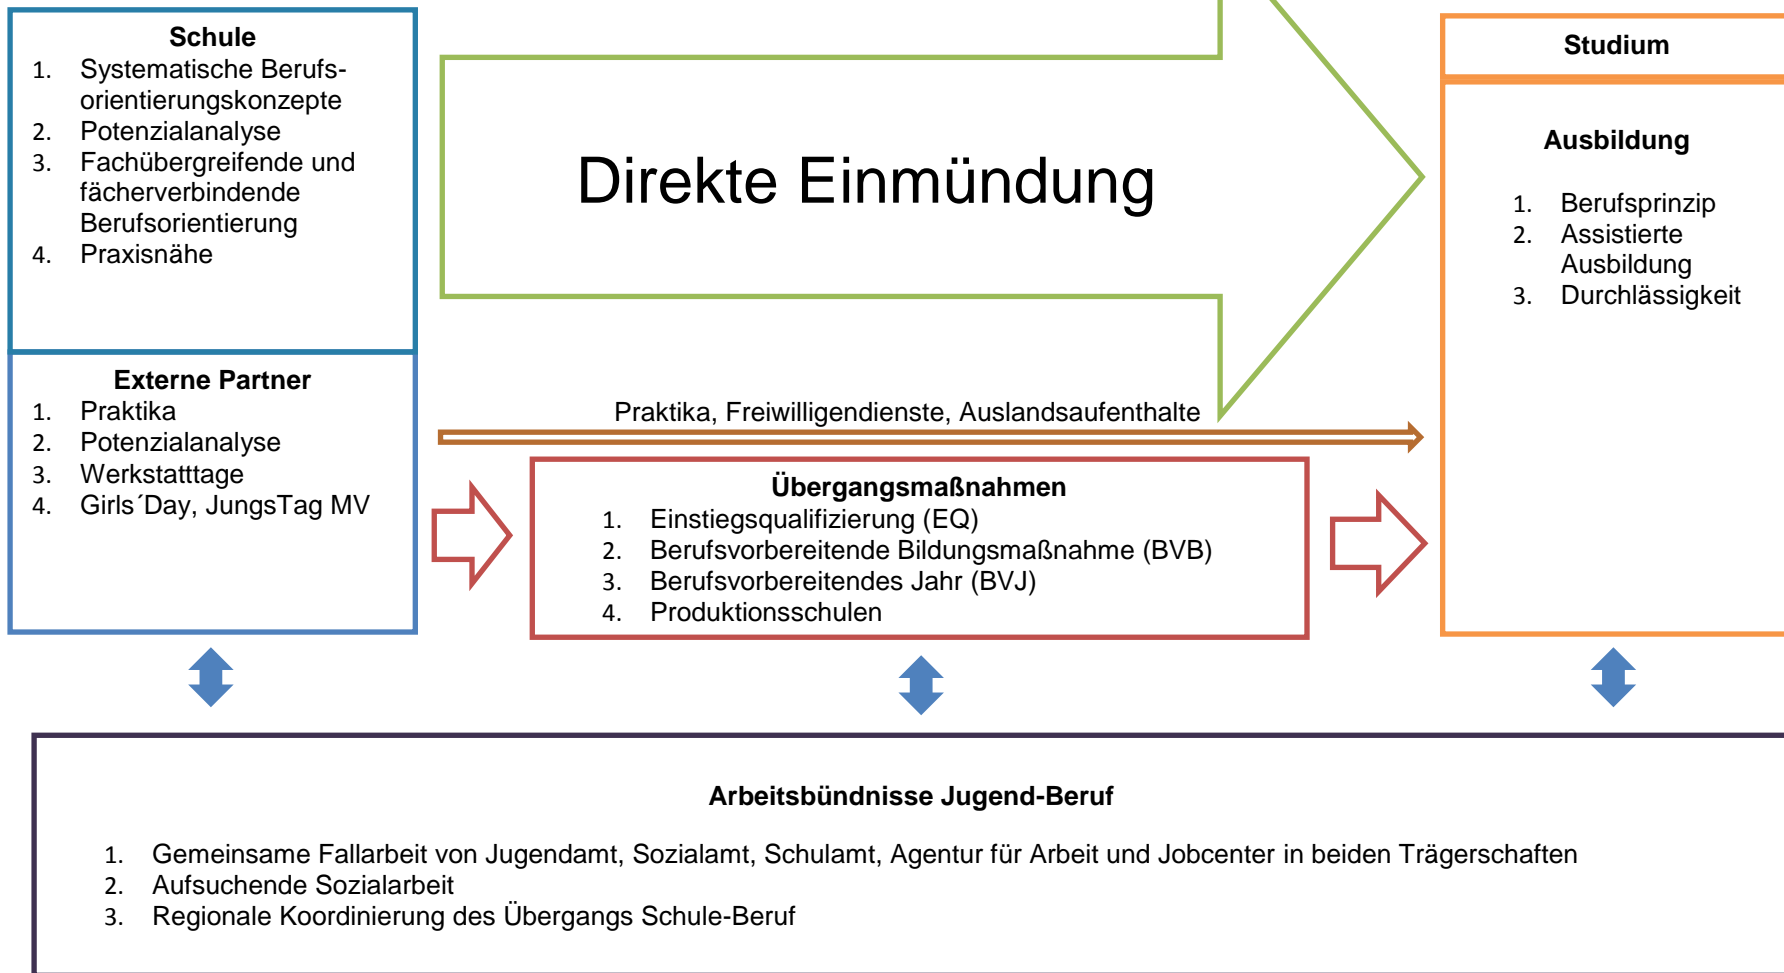 Schule
1. Systematische Berufs-
orientierungskonzepte
2. Potenzialanalyse
3. Fachübergreifende und
fächerverbindende
Berufsorientierung
4. Praxisnähe
Externe Partner
1. Praktika
2. Potenzialanalyse
3. Werkstatttage
4. Girls´Day, JungsTag MV
Direkte Einmündung
Praktika, Freiwilligendienste, Auslandsaufenthalte
Übergangsmaßnahmen
1. Einstiegsqualifizierung (EQ)
2. Berufsvorbereitende Bildungsmaßnahme (BVB)
3. Berufsvorbereitendes Jahr (BVJ)
4. Produktionsschulen
Studium
Ausbildung
1. Berufsprinzip
2. Assistierte
Ausbildung
3. Durchlässigkeit
Arbeitsbündnisse Jugend-Beruf
1. Gemeinsame Fallarbeit von Jugendamt, Sozialamt, Schulamt, Agentur für Arbeit und Jobcenter in beiden Trägerschaften
2. Aufsuchende Sozialarbeit
3. Regionale Koordinierung des Übergangs Schule-Beruf